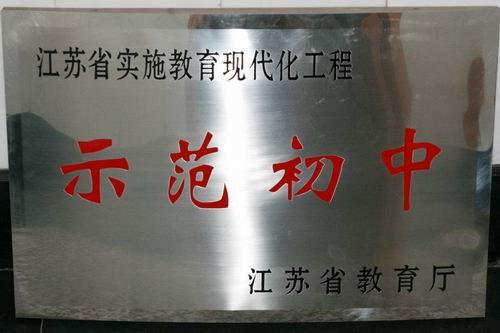 江苏省实施教育现代化工程
示范初中
江苏省教育厅